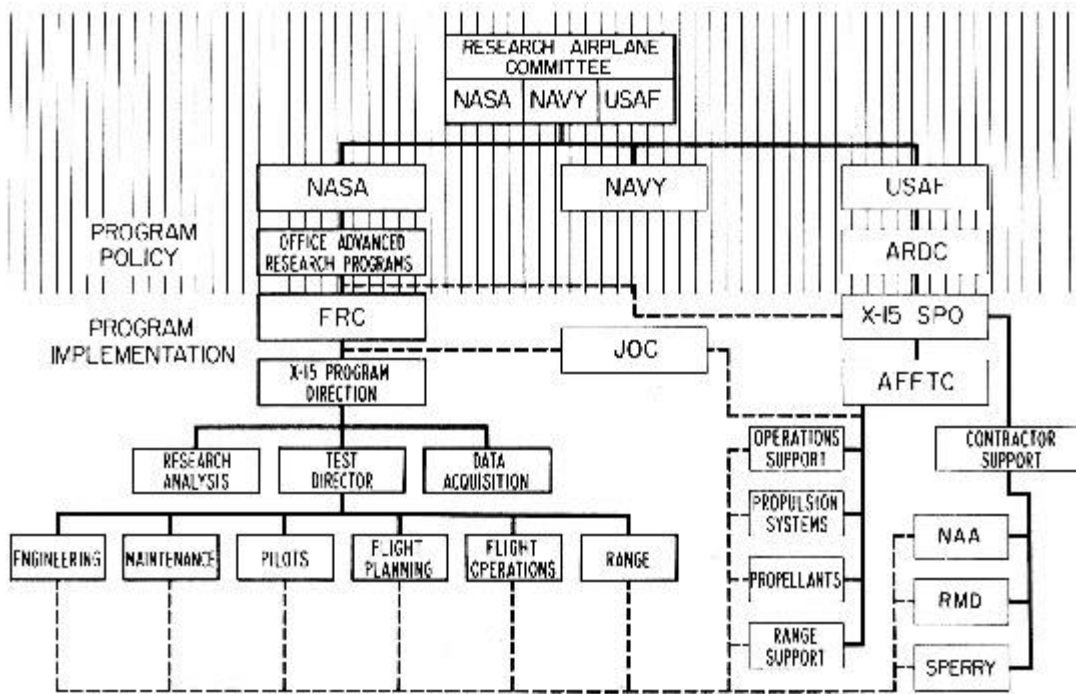 RESEARCH AIRPLANE
COMMITTEE
NASA NAVY USAF
NASA NAVY USAF
PROGRAM
POLICY
OFFICE ADVANCED
RESEARCH PROGRAMS
ARDC
PROGRAM
IMPLEMENTATION
FRC
X-15 SPO
JOC
X-15 PROGRAM
DIRECTION
AFFTC
RESEARCH
ANALYSIS
TEST
DIRECTOR
DATA
ACQUISITION
OPERATIONS
SUPPORT
CONTRACTOR
SUPPORT
PROPULSION
SYSTEMS
ENGINEERING
MAINTENANCE
PILOTS
FLIGHT
PLANNING
FLIGHT
OPERATIONS
RANGE
PROPELLANTS
RANGE
SUPPORT
NAA
RMD
SPERRY